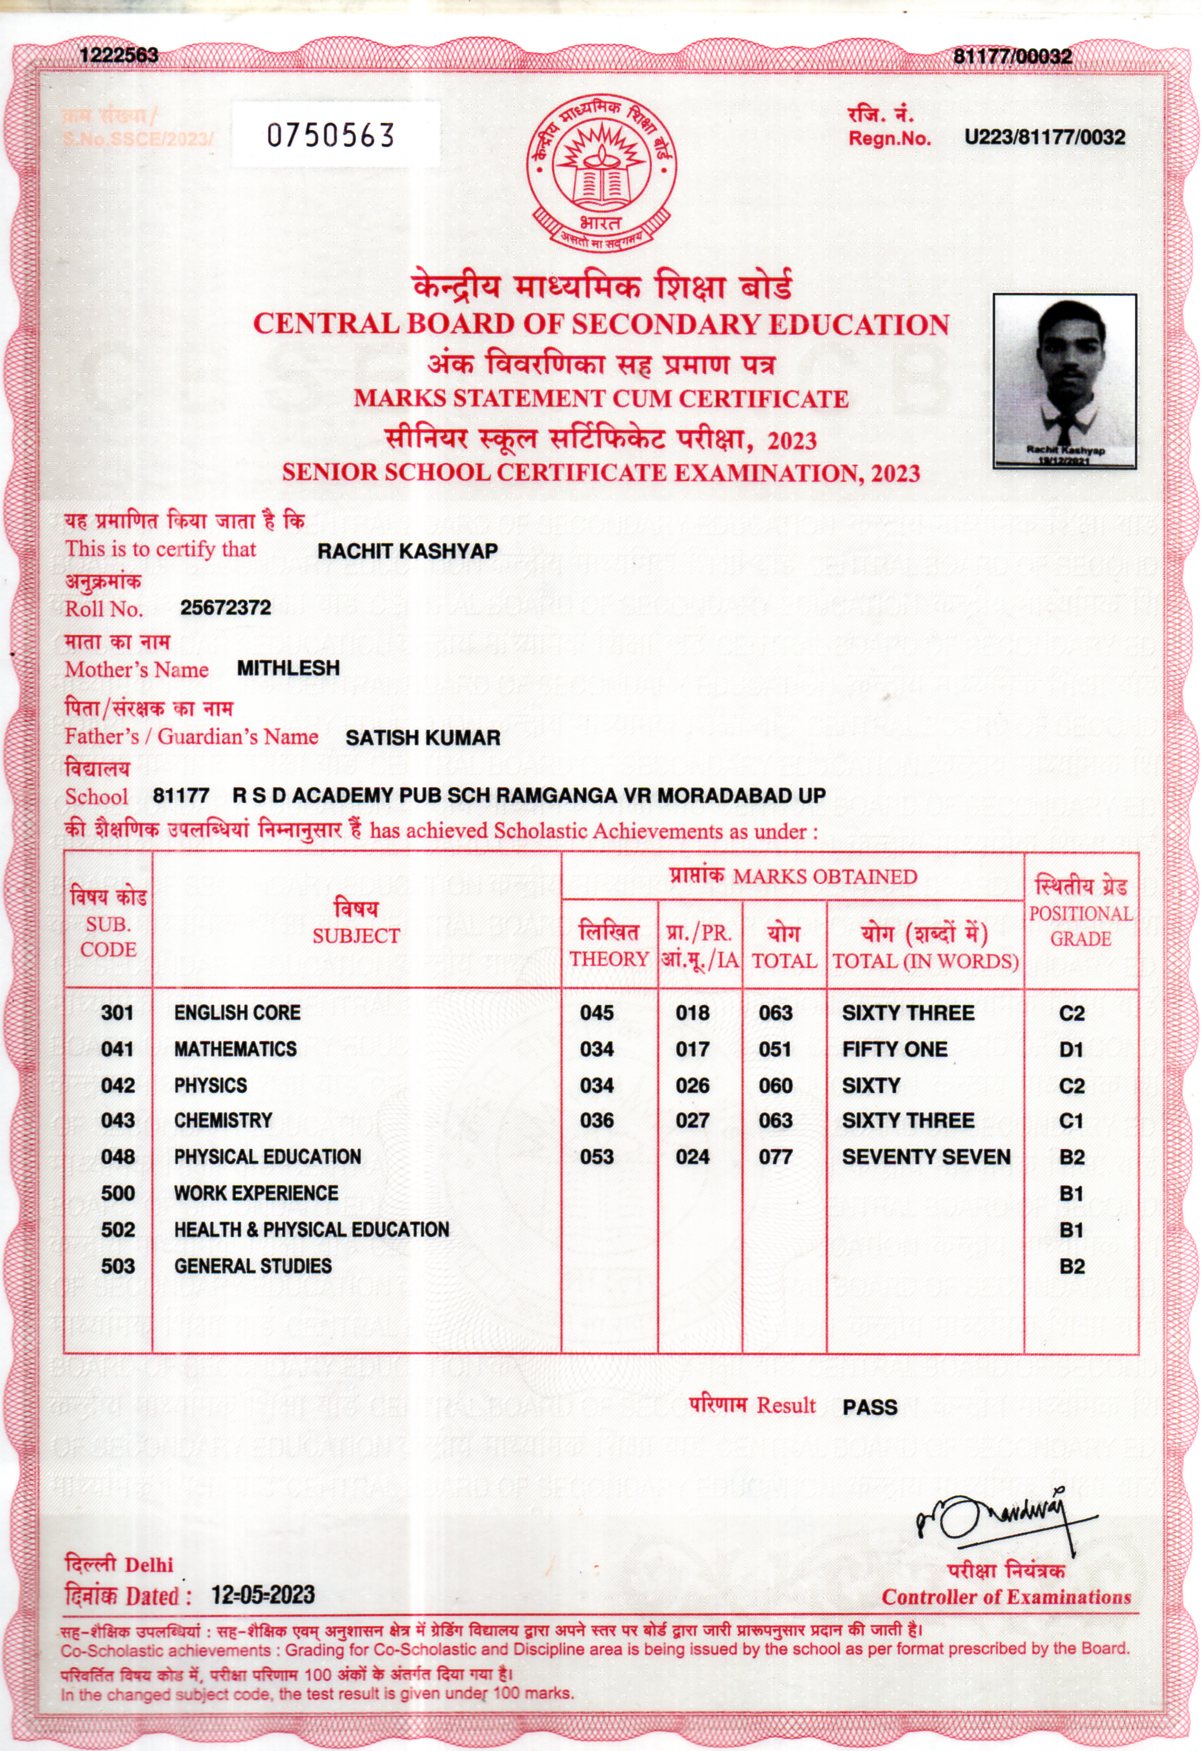 1222563 81177/00032
क्रम संख्या/
S.No.SSCE/2023/ 0750563
रजि. नं.
Regn.No. U223/81177/0032
केन्द्रीय माध्यमिक शिक्षा बोर्ड
भारत
असतो मा सद्गमय
केन्द्रीय माध्यमिक शिक्षा बोर्ड
CENTRAL BOARD OF SECONDARY EDUCATION
अंक विवरणिका सह प्रमाण पत्र
MARKS STATEMENT CUM CERTIFICATE
सीनियर स्कूल सर्टिफिकेट परीक्षा, 2023
SENIOR SCHOOL CERTIFICATE EXAMINATION, 2023
Rachit Kashyap
19/12/2021
यह प्रमाणित किया जाता है कि
This is to certify that RACHIT KASHYAP
अनुक्रमांक
Roll No. 25672372
माता का नाम
Mother's Name MITHLESH
पिता/संरक्षक का नाम
Father's / Guardian's Name SATISH KUMAR
विद्यालय
School 81177 R S D ACADEMY PUB SCH RAMGANGA VR MORADABAD UP
की शैक्षणिक उपलब्धियां निम्नानुसार हैं has achieved Scholastic Achievements as under :
विषय कोड
SUB.
CODE
विषय
SUBJECT
प्राप्तांक MARKS OBTAINED
लिखित
THEORY
प्रा./PR.
आं.मू./IA
योग
TOTAL
योग (शब्दों में)
TOTAL (IN WORDS)
स्थितीय ग्रेड
POSITIONAL
GRADE
301 ENGLISH CORE 045 018 063 SIXTY THREE C2
041 MATHEMATICS 034 017 051 FIFTY ONE D1
042 PHYSICS 034 026 060 SIXTY C2
043 CHEMISTRY 036 027 063 SIXTY THREE C1
048 PHYSICAL EDUCATION 053 024 077 SEVENTY SEVEN B2
500 WORK EXPERIENCE B1
502 HEALTH & PHYSICAL EDUCATION B1
503 GENERAL STUDIES B2
परिणाम Result PASS
दिल्ली Delhi
दिनांक Dated : 12-05-2023
परीक्षा नियंत्रक
Controller of Examinations
सह-शैक्षिक उपलब्धियां : सह-शैक्षिक एवम् अनुशासन क्षेत्र में ग्रेडिंग विद्यालय द्वारा अपने स्तर पर बोर्ड द्वारा जारी प्रारूपनुसार प्रदान की जाती है।
Co-Scholastic achievements : Grading for Co-Scholastic and Discipline area is being issued by the school as per format prescribed by the Board.
परिवर्तित विषय कोड में, परीक्षा परिणाम 100 अंकों के अंतर्गत दिया गया है।
In the changed subject code, the test result is given under 100 marks.